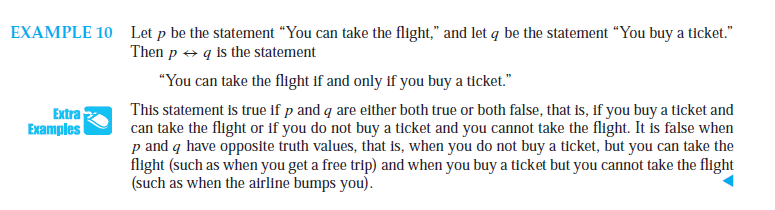 EXAMPLE 10 Let p be the statement “You can take the flight,” and let q be the statement “You buy a ticket.”
Then p ↔ q is the statement
“You can take the flight if and only if you buy a ticket.”
Extra
Examples
This statement is true if p and q are either both true or both false, that is, if you buy a ticket and
can take the flight or if you do not buy a ticket and you cannot take the flight. It is false when
p and q have opposite truth values, that is, when you do not buy a ticket, but you can take the
flight (such as when you get a free trip) and when you buy a ticket but you cannot take the flight
(such as when the airline bumps you).